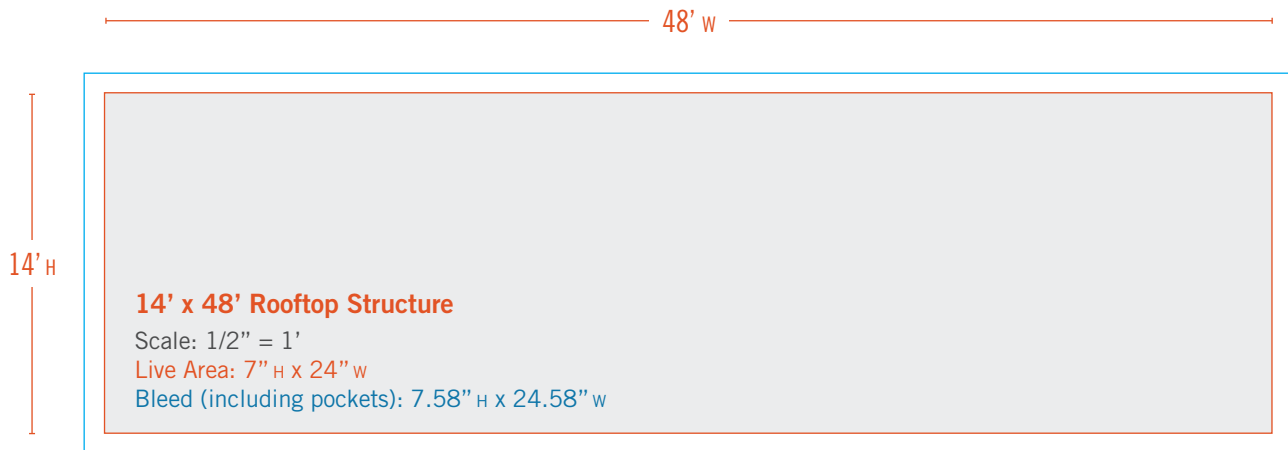 48’ W
14’ H
14’ x 48’ Rooftop Structure
Scale: 1/2” = 1’
Live Area: 7” H x 24” W
Bleed (including pockets): 7.58” H x 24.58” W